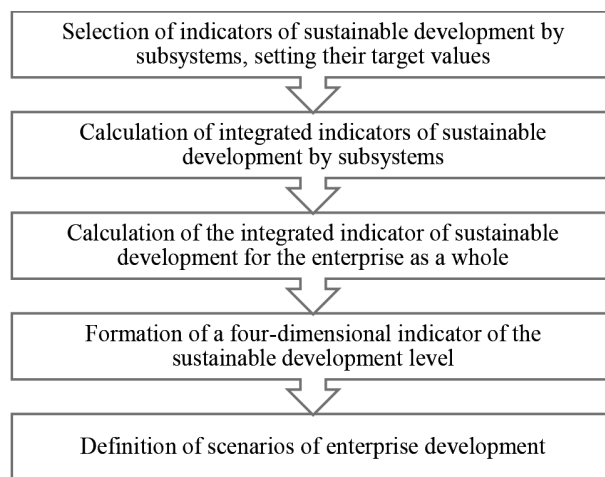 Selection of indicators of sustainable development by
subsystems, setting their target values
Calculation of integrated indicators of sustainable
development by subsystems
Calculation of the integrated indicator of sustainable
development for the enterprise as a whole
Formation of a four-dimensional indicator of the
sustainable development level
Definition of scenarios of enterprise development